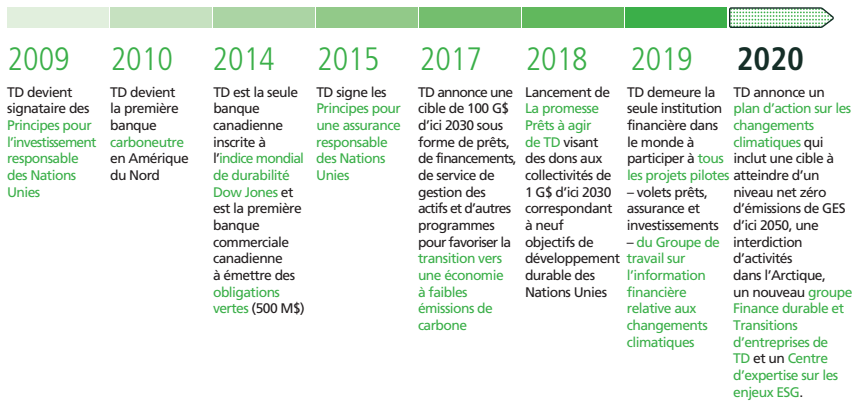 2009
TD devient
signataire des
Principes pour
l'investissement
responsable
des Nations
Unies
2010
TD devient
la première
banque
carboneutre
en Amérique
du Nord
2014
TD est la seule
banque
canadienne
inscrite à
l'indice mondial
de durabilité
Dow Jones et
est la première
banque
commerciale
canadienne
à émettre des
obligations
vertes (500 M$)
2015
TD signe les
Principes pour
une assurance
responsable
des Nations
Unies
2017
TD annonce une
cible de 100 G$
d'ici 2030 sous
forme de prêts,
de financements,
de service de
gestion des
actifs et d'autres
programmes
pour favoriser la
transition vers
une économie
à faibles
émissions de
carbone
2018
Lancement de
La promesse
Prêts à agir
de TD visant
des dons aux
collectivités de
1 G$ d'ici 2030
correspondant
à neuf
objectifs de
développement
durable des
Nations Unies
2019
TD demeure la
seule institution
financière dans
le monde à
participer à tous
les projets pilotes
– volets prêts,
assurance et
investissements
– du Groupe de
travail sur
l'information
financière
relative aux
changements
climatiques
2020
TD annonce un
plan d'action sur les
changements
climatiques qui
inclut une cible à
atteindre d'un
niveau net zéro
d'émissions de GES
d'ici 2050, une
interdiction
d'activités
dans l'Arctique,
un nouveau groupe
Finance durable et
Transitions
d'entreprises de
TD et un Centre
d'expertise sur les
enjeux ESG.